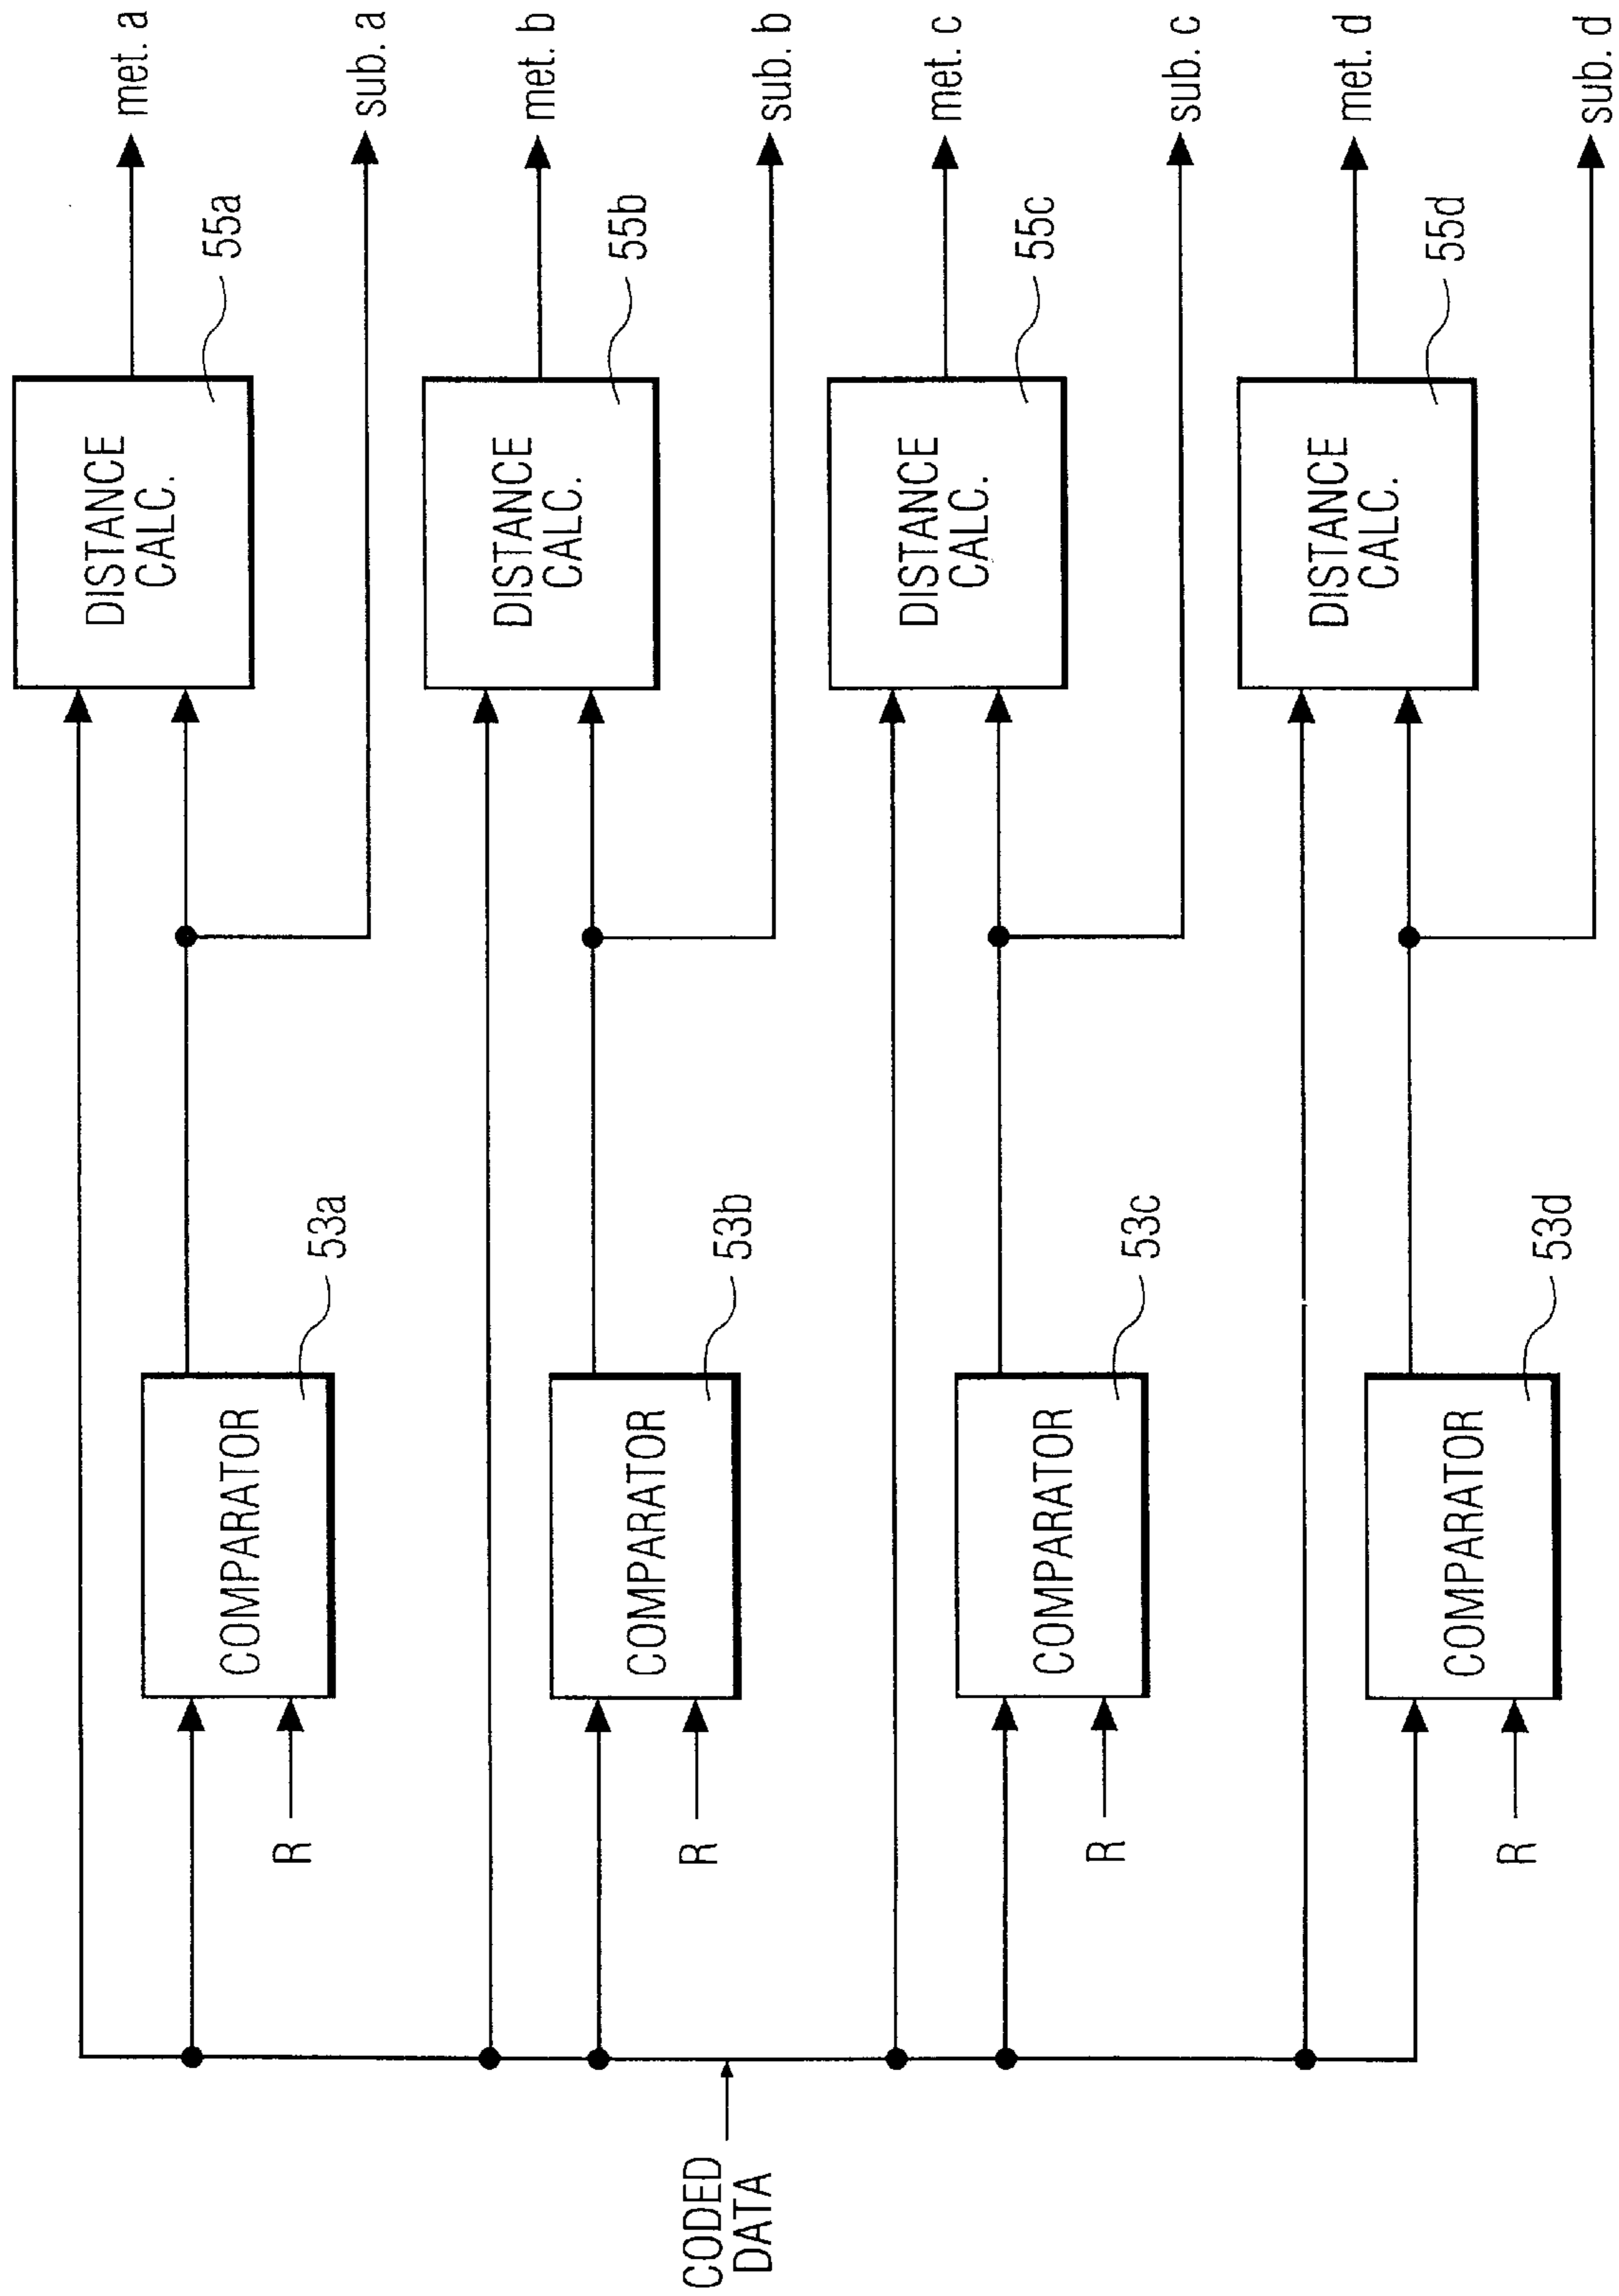 CODED
DATA
R
COMPARATOR
53a
DISTANCE
CALC.
55a
met. a
sub. a
R
COMPARATOR
53b
DISTANCE
CALC.
55b
met. b
sub. b
R
COMPARATOR
53c
DISTANCE
CALC.
55c
met. c
sub. c
R
COMPARATOR
53d
DISTANCE
CALC.
55d
met. d
sub. d